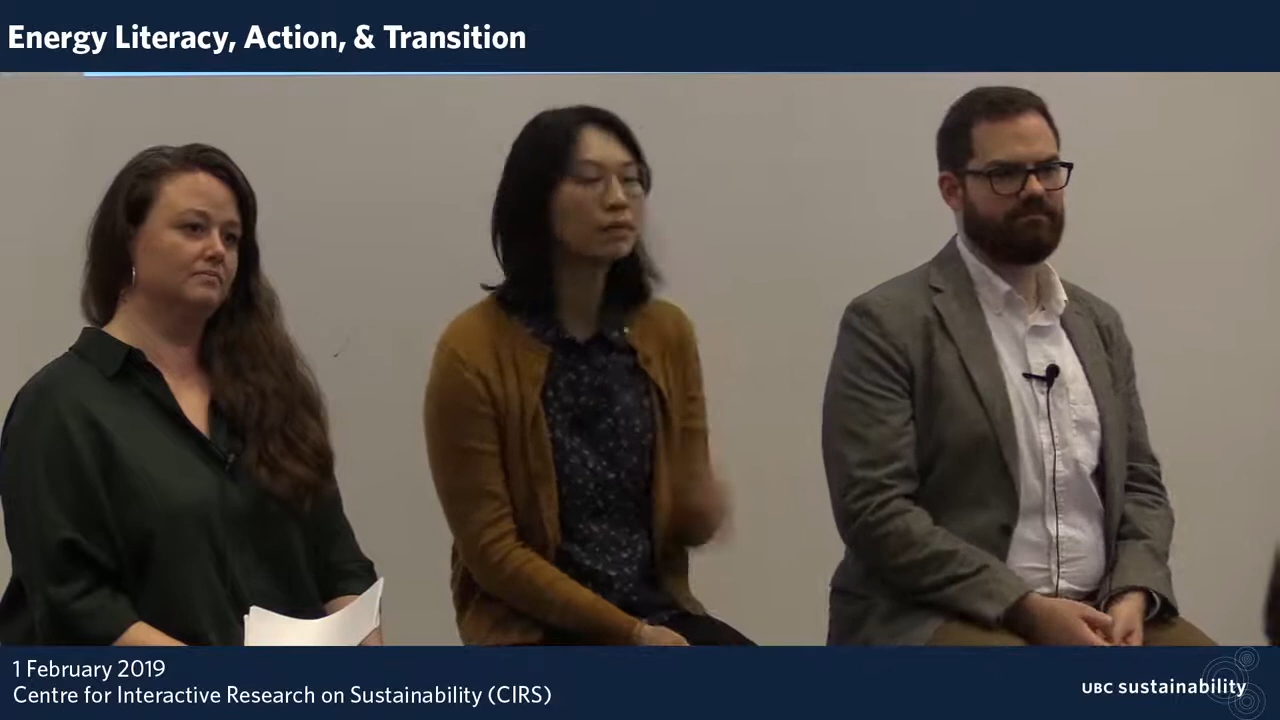 Energy Literacy, Action, & Transition
1 February 2019
Centre for Interactive Research on Sustainability (CIRS)
UBC sustainability